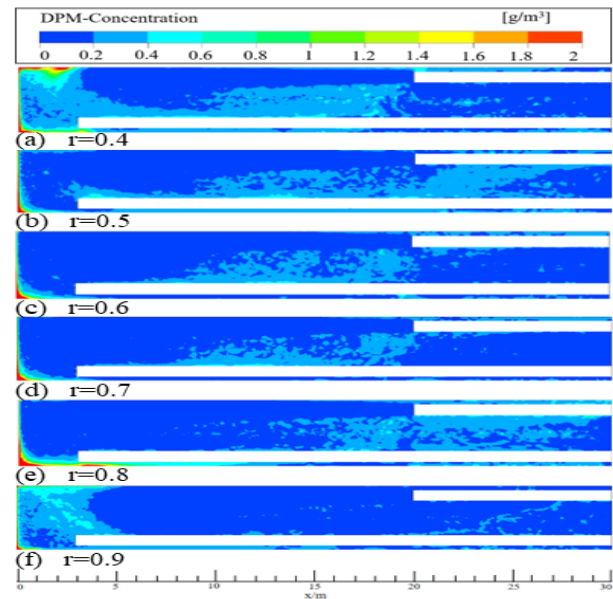 DPM-Concentration [g/m³]
0 0.2 0.4 0.6 0.8 1 1.2 1.4 1.6 1.8 2
(a) r=0.4
(b) r=0.5
(c) r=0.6
(d) r=0.7
(e) r=0.8
(f) r=0.9
0 5 10 15 20 25 30
x/m